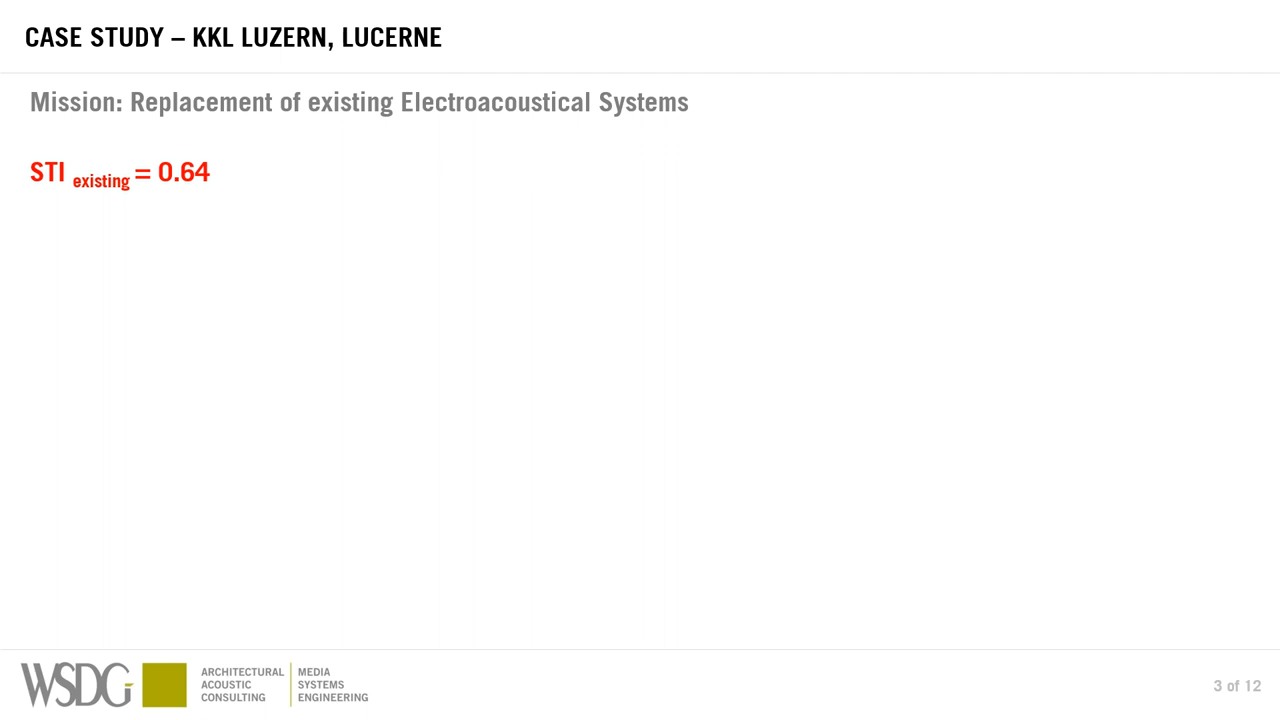 CASE STUDY – KKL LUZERN, LUCERNE
Mission: Replacement of existing Electroacoustical Systems
STI existing = 0.64
WSDG
ARCHITECTURAL
ACOUSTIC
CONSULTING
MEDIA
SYSTEMS
ENGINEERING
3 of 12